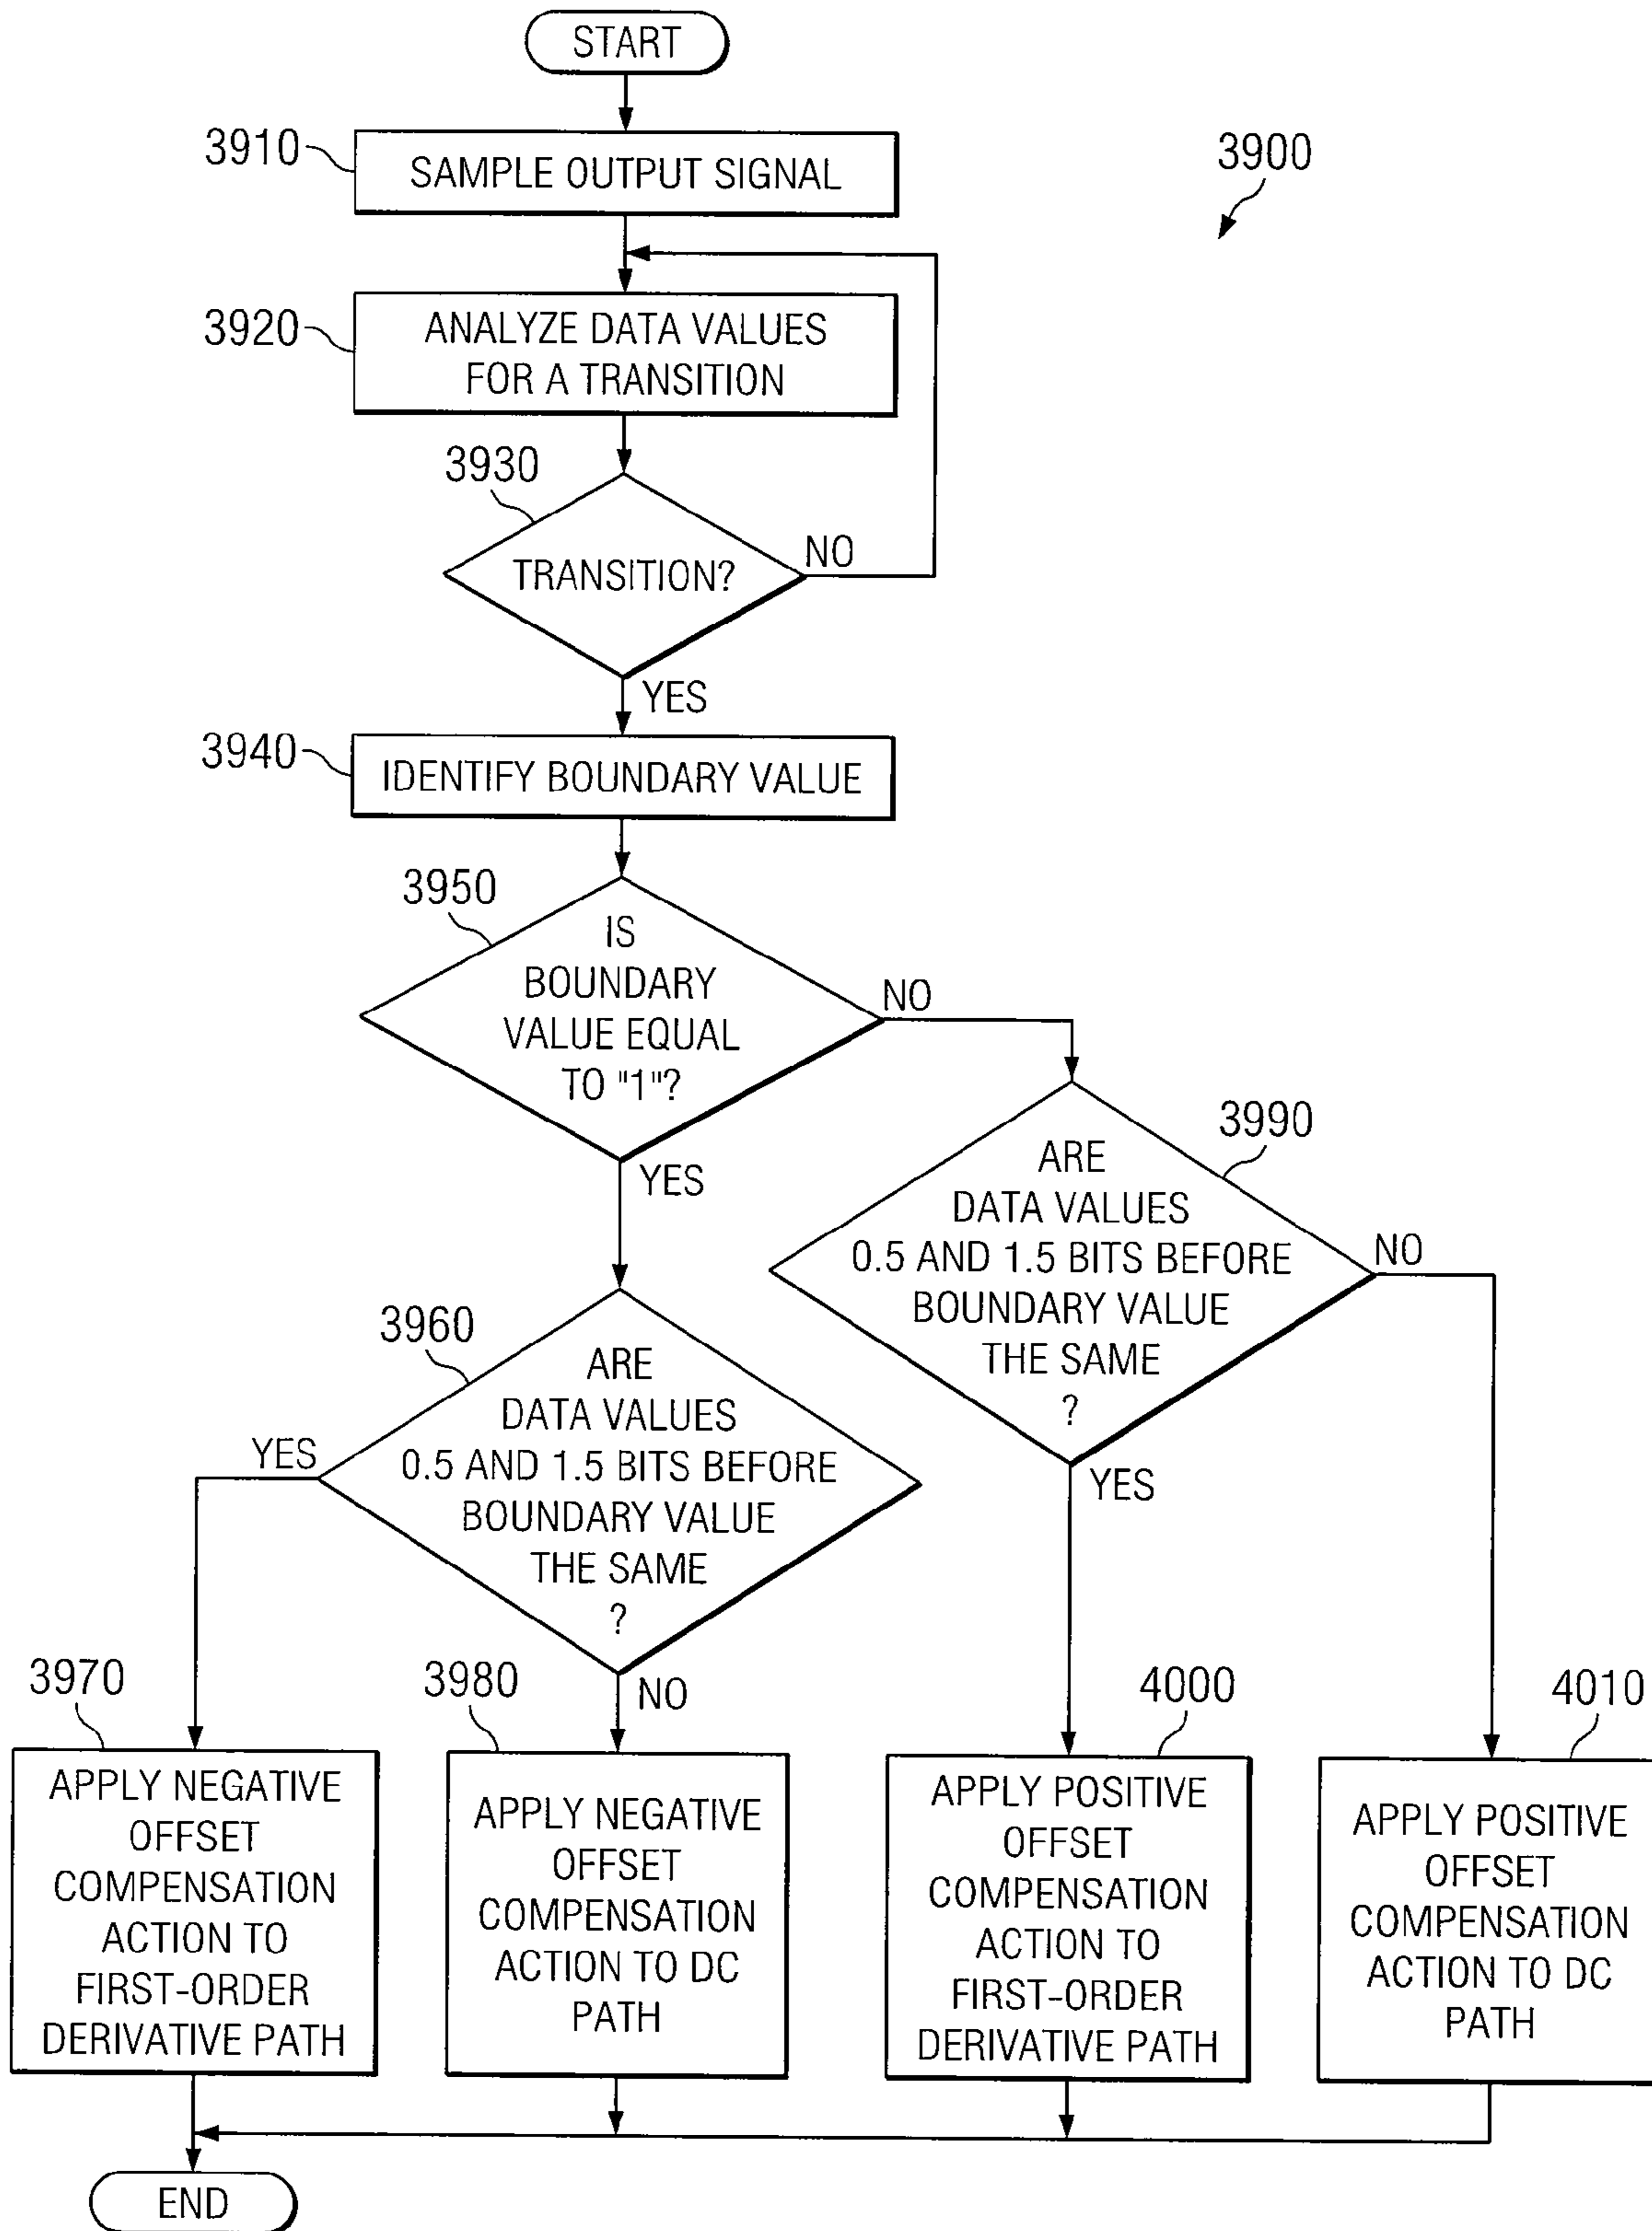 START
3910
SAMPLE OUTPUT SIGNAL
3900
3920
ANALYZE DATA VALUES
FOR A TRANSITION
3930
TRANSITION?
NO
YES
3940
IDENTIFY BOUNDARY VALUE
3950
IS
BOUNDARY
VALUE EQUAL
TO "1"?
NO
YES
3990
ARE
DATA VALUES
0.5 AND 1.5 BITS BEFORE
BOUNDARY VALUE
THE SAME
?
NO
YES
3960
ARE
DATA VALUES
0.5 AND 1.5 BITS BEFORE
BOUNDARY VALUE
THE SAME
?
YES
NO
3970
APPLY NEGATIVE
OFFSET
COMPENSATION
ACTION TO
FIRST-ORDER
DERIVATIVE PATH
3980
APPLY NEGATIVE
OFFSET
COMPENSATION
ACTION TO DC
PATH
4000
APPLY POSITIVE
OFFSET
COMPENSATION
ACTION TO
FIRST-ORDER
DERIVATIVE PATH
4010
APPLY POSITIVE
OFFSET
COMPENSATION
ACTION TO DC
PATH
END